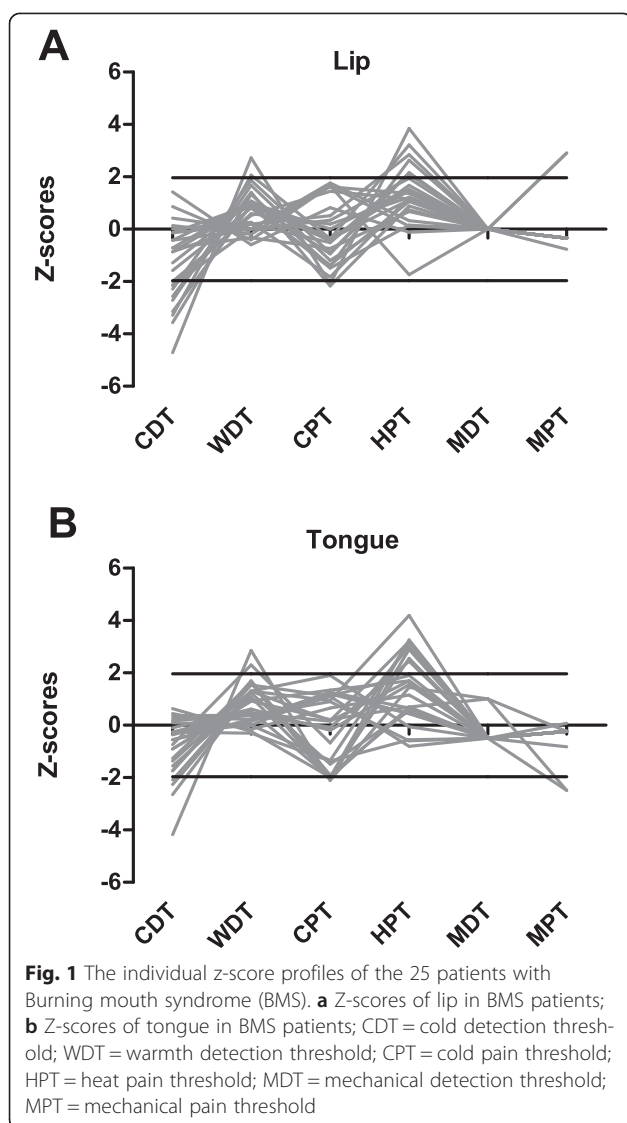 A
Lip
6
4
2
0
-2
-4
-6
Z-scores
CDT
WDT
CPT
HPT
MDT
MPT
B
Tongue
6
4
2
0
-2
-4
-6
Z-scores
CDT
WDT
CPT
HPT
MDT
MPT
Fig. 1 The individual z-score profiles of the 25 patients with
Burning mouth syndrome (BMS). a Z-scores of lip in BMS patients;
b Z-scores of tongue in BMS patients; CDT = cold detection thresh-
old; WDT = warmth detection threshold; CPT = cold pain threshold;
HPT = heat pain threshold; MDT = mechanical detection threshold;
MPT = mechanical pain threshold